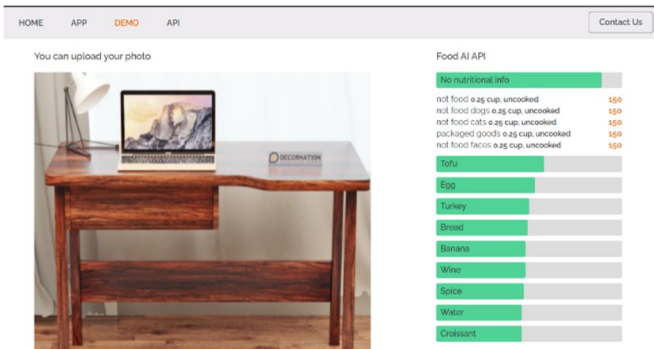 HOME APP DEMO API Contact Us
You can upload your photo
DECORNATION
Food AI API
No nutritional info
not food 0.25 cup, uncooked 150
not food dogs 0.25 cup, uncooked 150
not food cats 0.25 cup, uncooked 150
packaged goods 0.25 cup, uncooked 150
not food faces 0.25 cup, uncooked 150
Tofu
Egg
Turkey
Bread
Banana
Wine
Spice
Water
Croissant